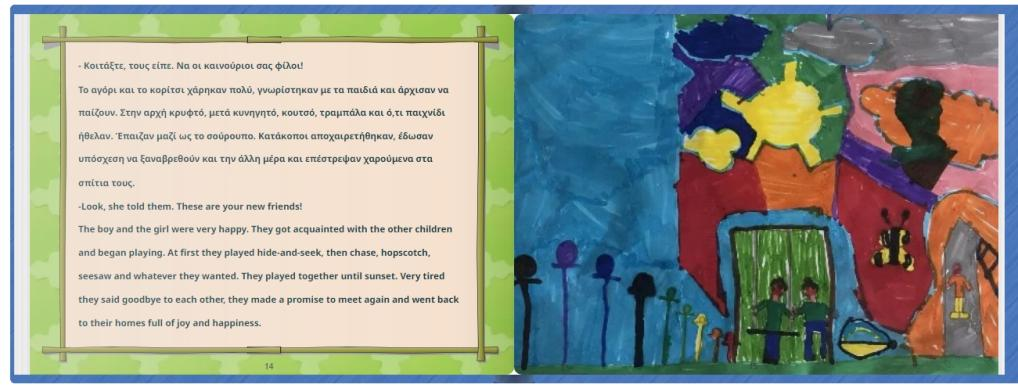 - Κοιτάξτε, τους είπε. Να οι καινούριοι σας φίλοι!
Το αγόρι και το κορίτσι χάρηκαν πολύ, γνωρίστηκαν με τα παιδιά και άρχισαν να
παίζουν. Στην αρχή κρυφτό, μετά κυνηγητό, κουτσό, τραμπάλα και ό,τι παιχνίδι
ήθελαν. Έπαιζαν μαζί ως το σούρουπο. Κατάκοποι αποχαιρετήθηκαν, έδωσαν
υπόσχεση να ξαναβρεθούν και την άλλη μέρα και επέστρεψαν χαρούμενα στα
σπίτια τους.
-Look, she told them. These are your new friends!
The boy and the girl were very happy. They got acquainted with the other children
and began playing. At first they played hide-and-seek, then chase, hopscotch,
seesaw and whatever they wanted. They played together until sunset. Very tired
they said goodbye to each other, they made a promise to meet again and went back
to their homes full of joy and happiness.
14